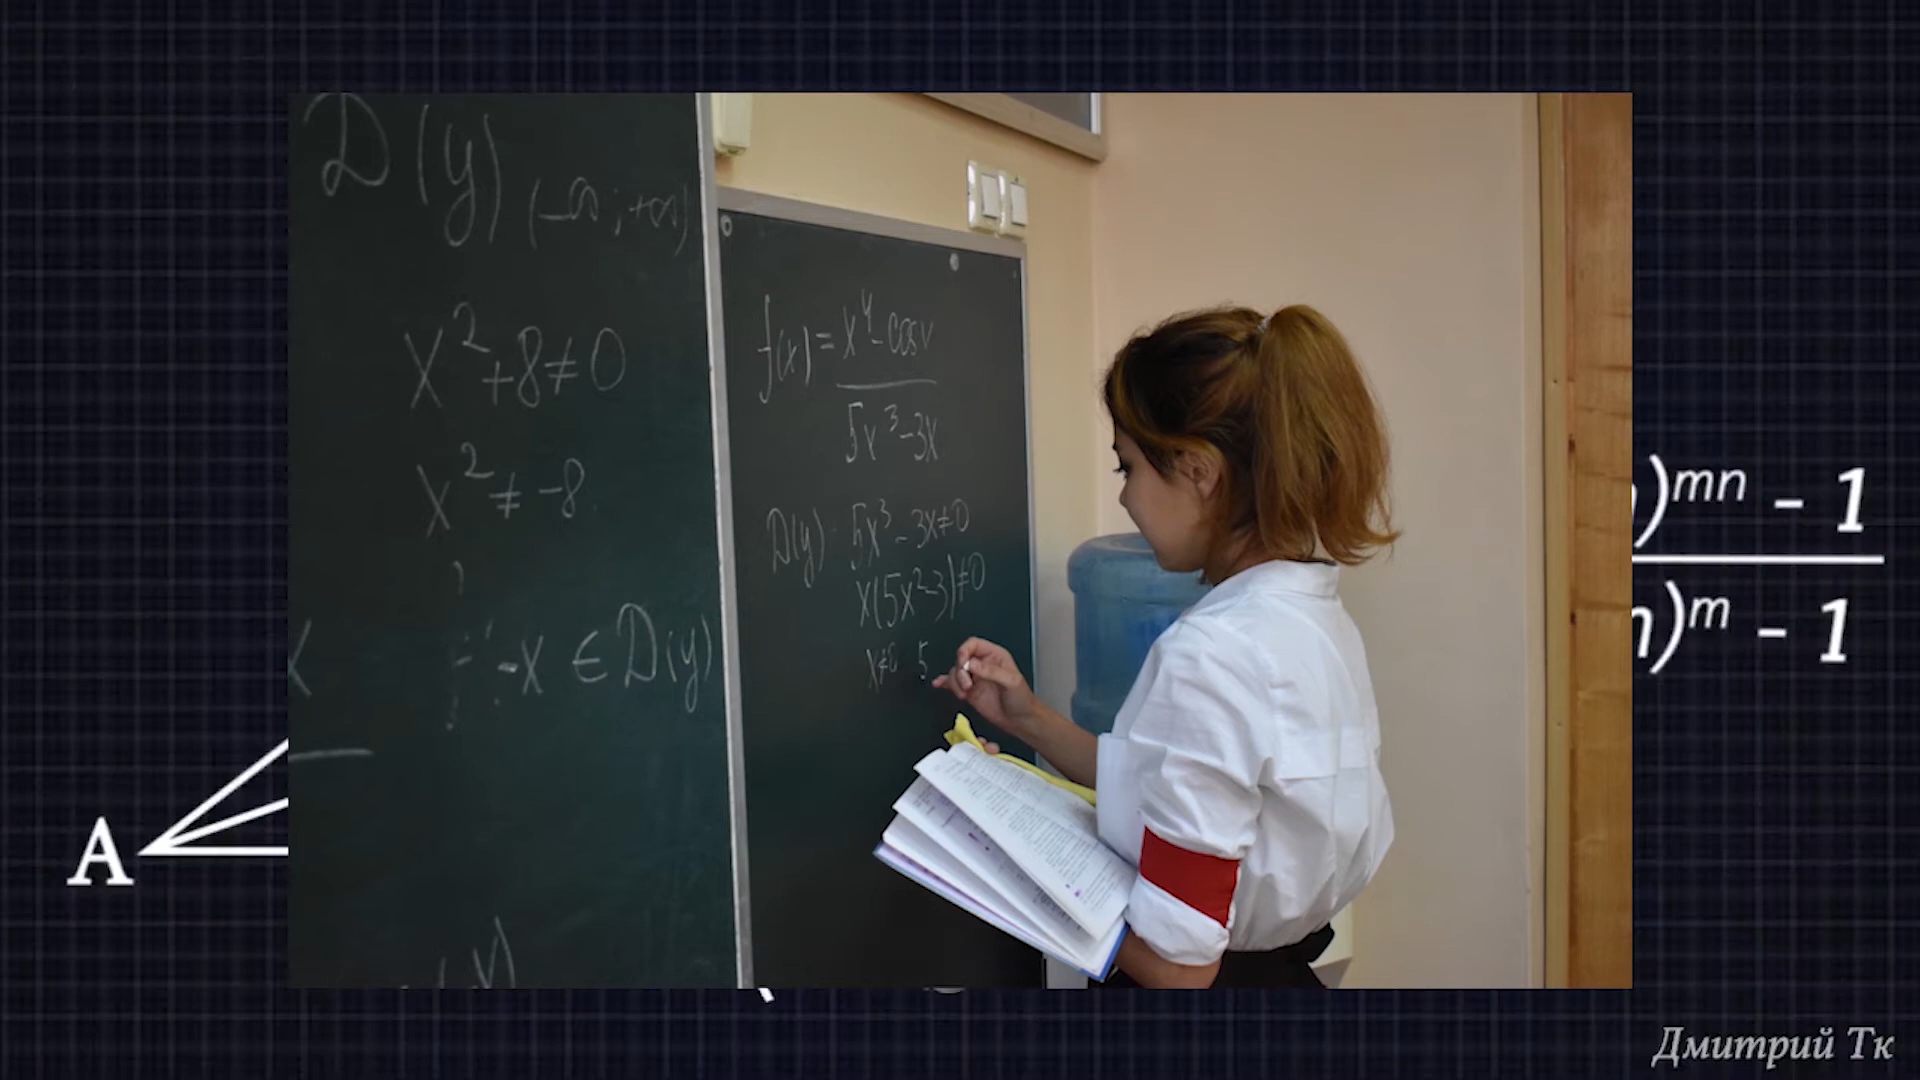 D(y) (-∞; +∞)
x²+8≠0
x²≠-8
x
-x ∈ D(y)
f(x) = x⁴-cosx
5x³-3x
D(y) 5x³-3x≠0
x(5x²-3)≠0
x≠0 5
)ᵐⁿ - 1
)ᵐ - 1
A
Дмитрий Тк